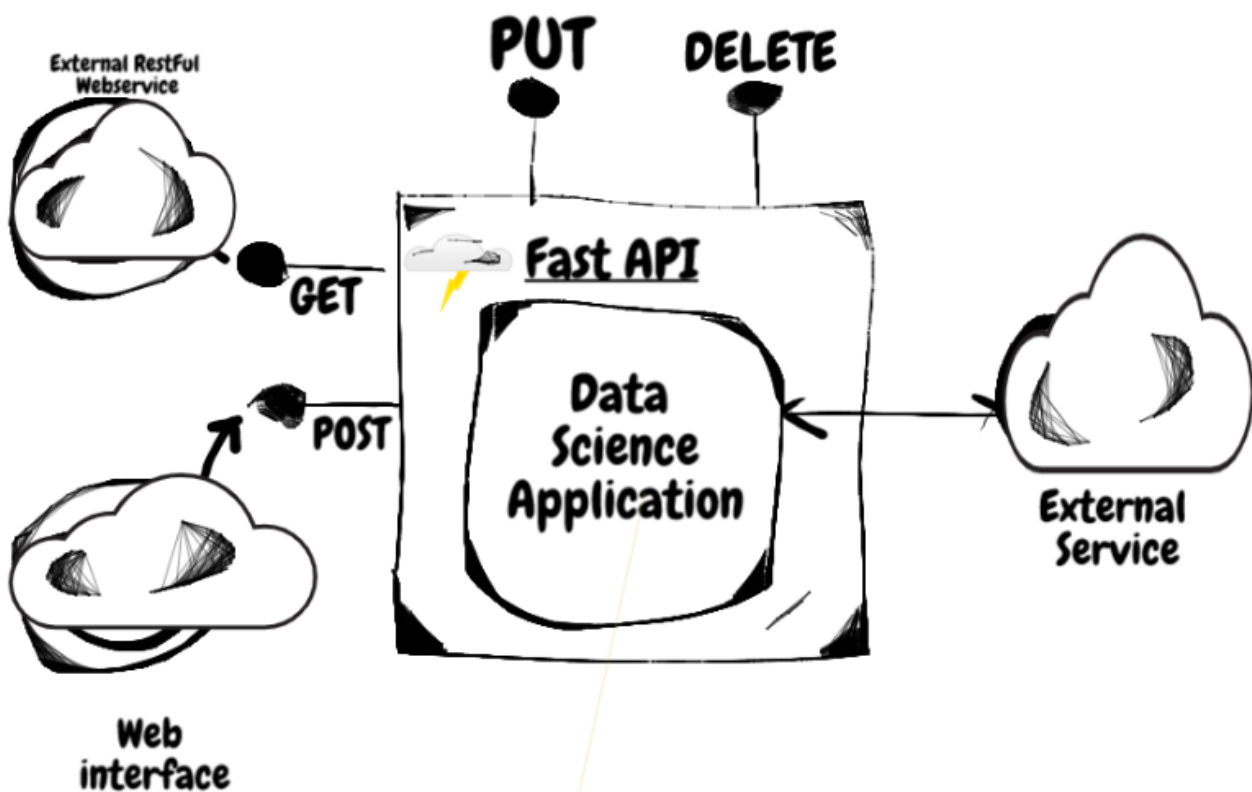 PUT
DELETE
External RestFul
Webservice
Fast API
GET
Data
Science
Application
POST
External
Service
Web
interface